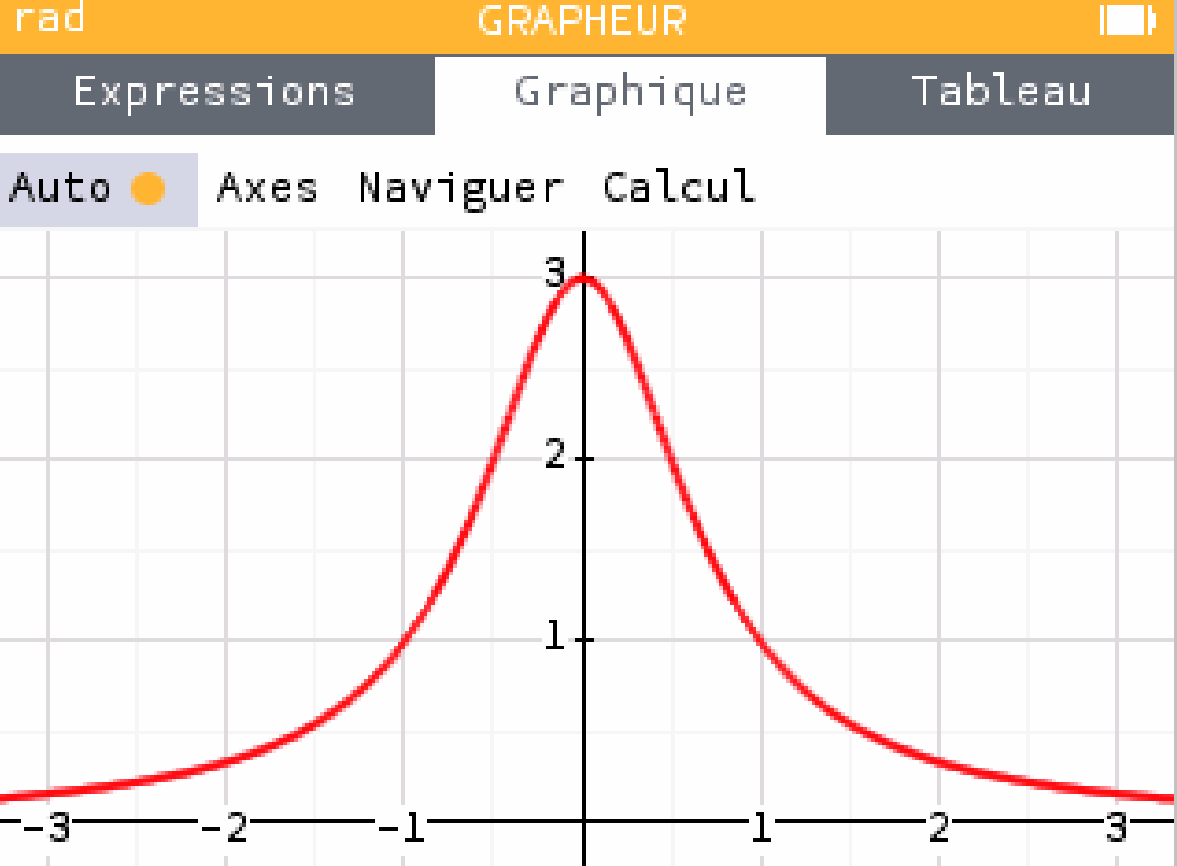 rad GRAPHEUR
Expressions Graphique Tableau
Auto Axes Naviguer Calcul
3
2
1
-3 -2 -1 1 2 3